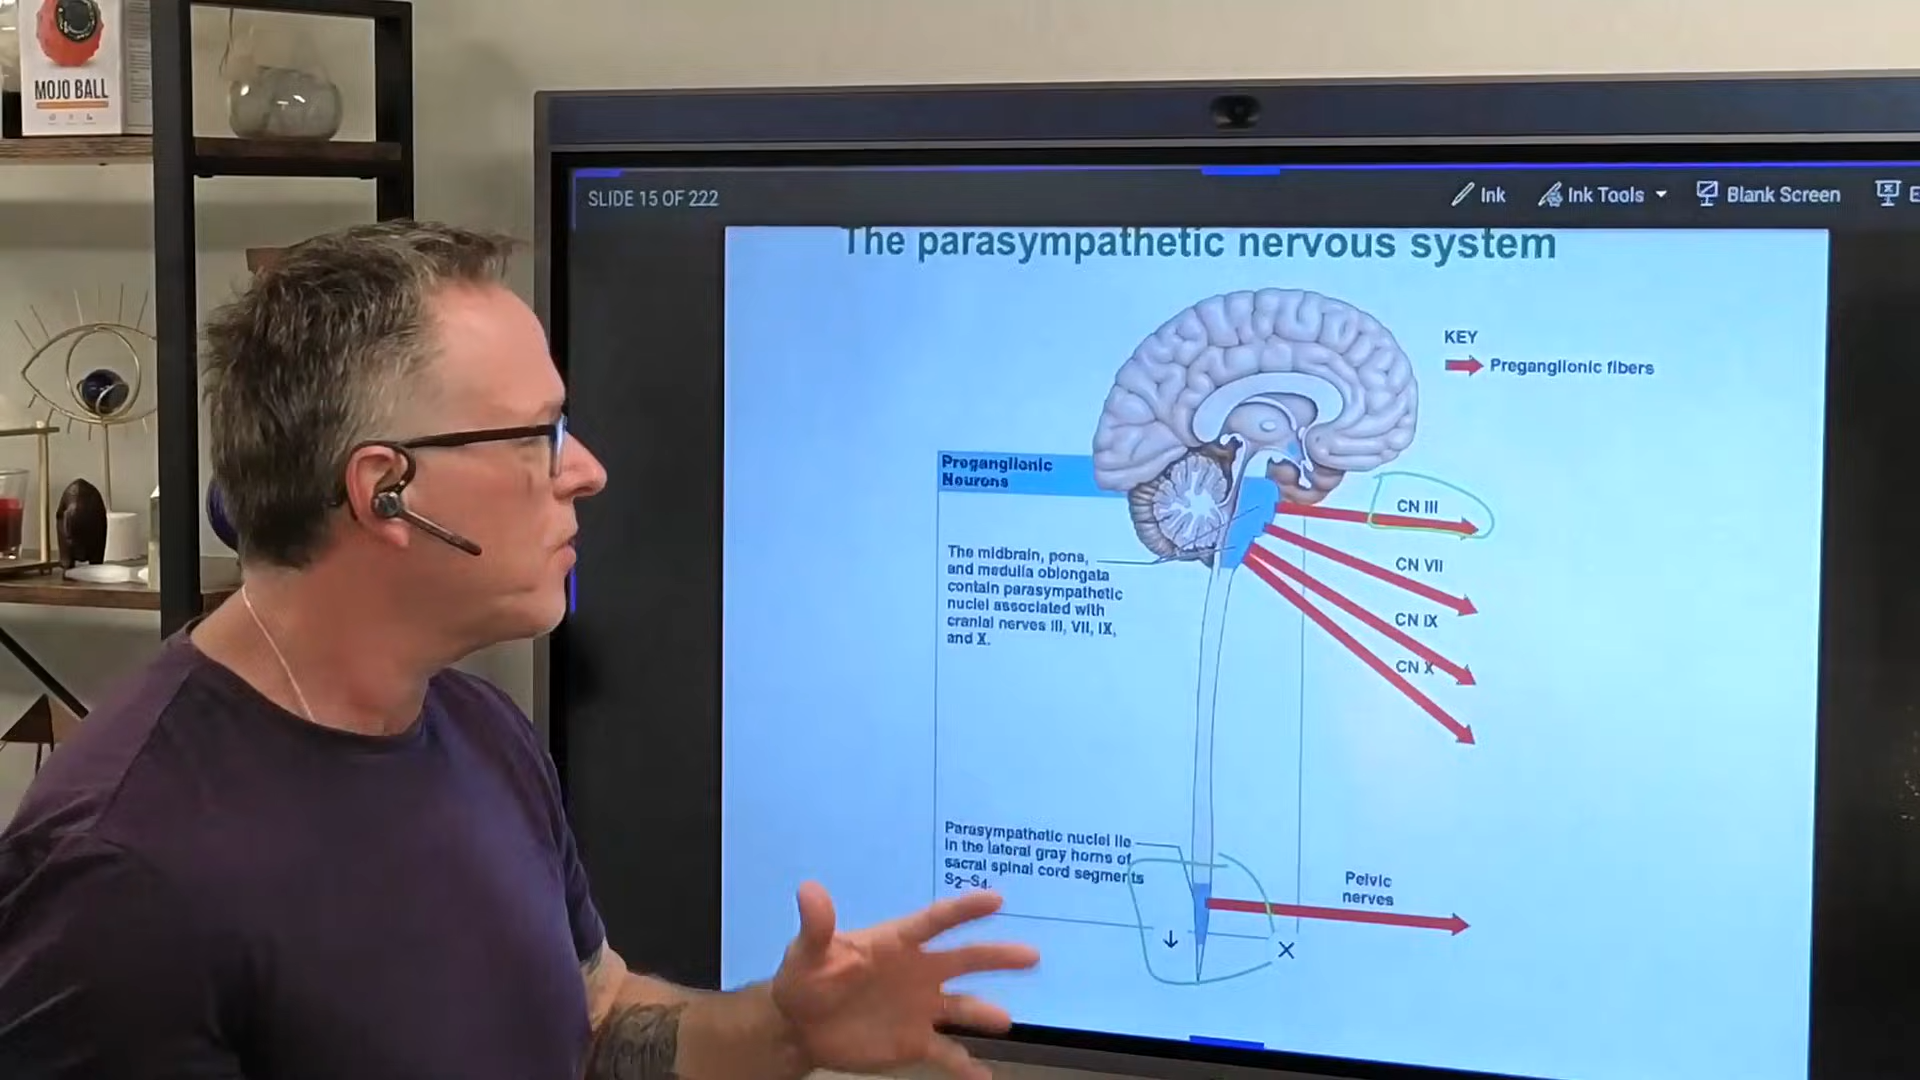 MOJO BALL
SLIDE 15 OF 222
Ink
Ink Tools
Blank Screen
The parasympathetic nervous system
KEY
Preganglionic fibers
Preganglionic
Neurons
CN III
The midbrain, pons,
and medulla oblongata
contain parasympathetic
nuclei associated with
cranial nerves III, VII, IX,
and X.
CN VII
CN IX
CN X
Parasympathetic nuclei lie
in the lateral gray horns of
sacral spinal cord segments
S2–S4.
Pelvic
nerves